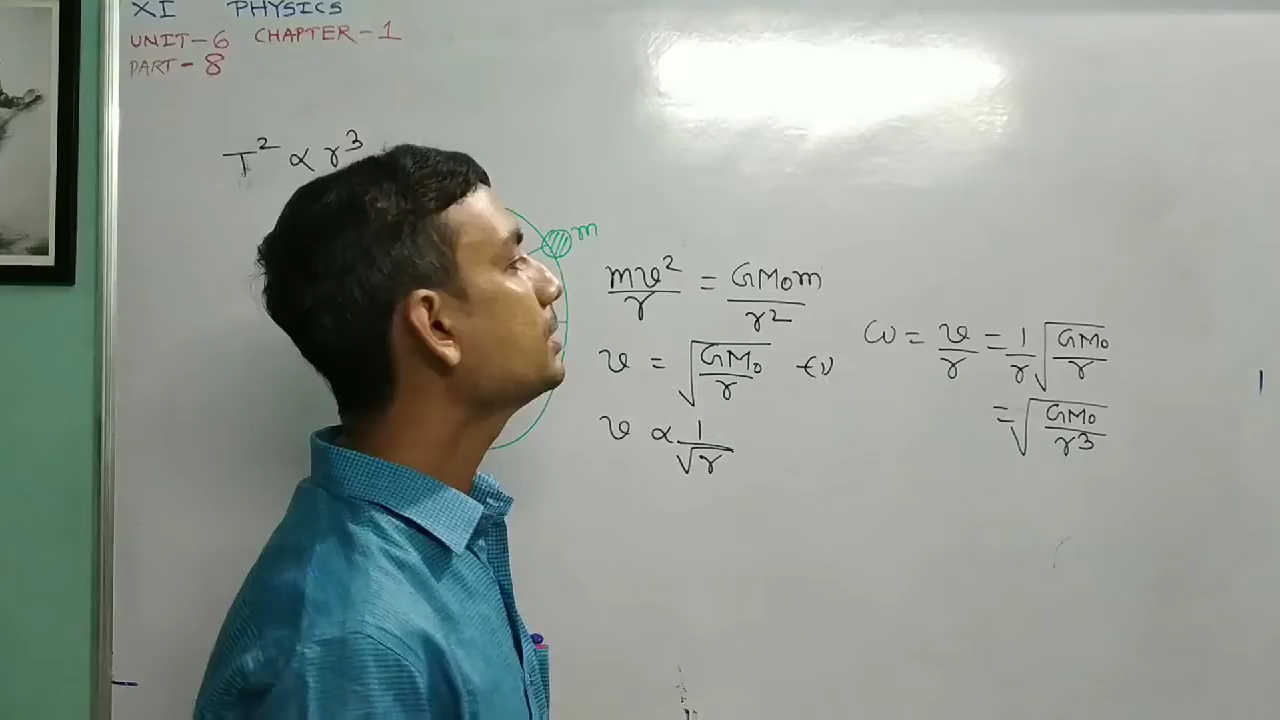 XI PHYSICS
UNIT-6 CHAPTER-1
PART-8
T² ∝ r³
m
mv²/r = GM₀m/r²
v = √(GM₀/r) -(1)
v ∝ 1/√r
ω = v/r = 1/r √(GM₀/r)
= √(GM₀/r³)